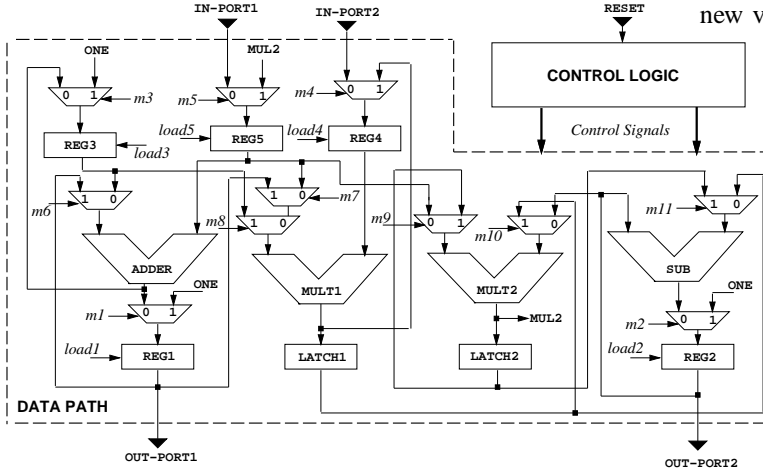 IN-PORT1
IN-PORT2
RESET
new v
ONE
MUL2
CONTROL LOGIC
0 1
m3
m5
0 1
m4
0 1
load5
load4
Control Signals
REG3
load3
REG5
REG4
m6
1 0
1 0
m7
m8
1 0
m9
0 1
m10
1 0
m11
1 0
ADDER
MULT1
MULT2
SUB
ONE
ONE
m1
0 1
MUL2
m2
0 1
load1
REG1
LATCH1
LATCH2
load2
REG2
DATA PATH
OUT-PORT1
OUT-PORT2